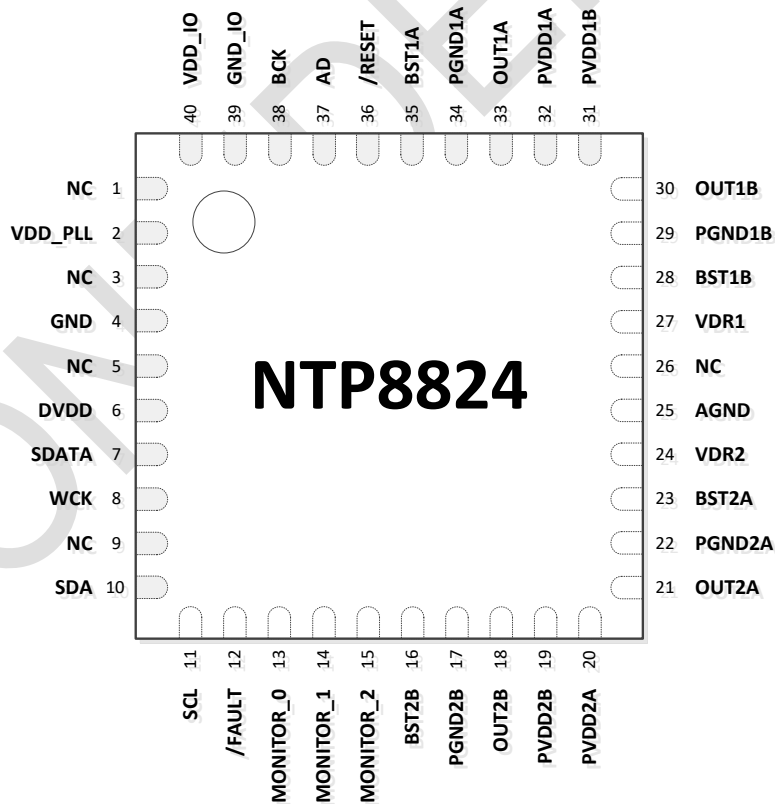 VDD_IO
GND_IO
BCK
AD
/RESET
BST1A
PGND1A
OUT1A
PVDD1A
PVDD1B
40
39
38
37
36
35
34
33
32
31
NC 1
VDD_PLL 2
NC 3
GND 4
NC 5
DVDD 6
SDATA 7
WCK 8
NC 9
SDA 10
NTP8824
30 OUT1B
29 PGND1B
28 BST1B
27 VDR1
26 NC
25 AGND
24 VDR2
23 BST2A
22 PGND2A
21 OUT2A
11
12
13
14
15
16
17
18
19
20
SCL
/FAULT
MONITOR_0
MONITOR_1
MONITOR_2
BST2B
PGND2B
OUT2B
PVDD2B
PVDD2A